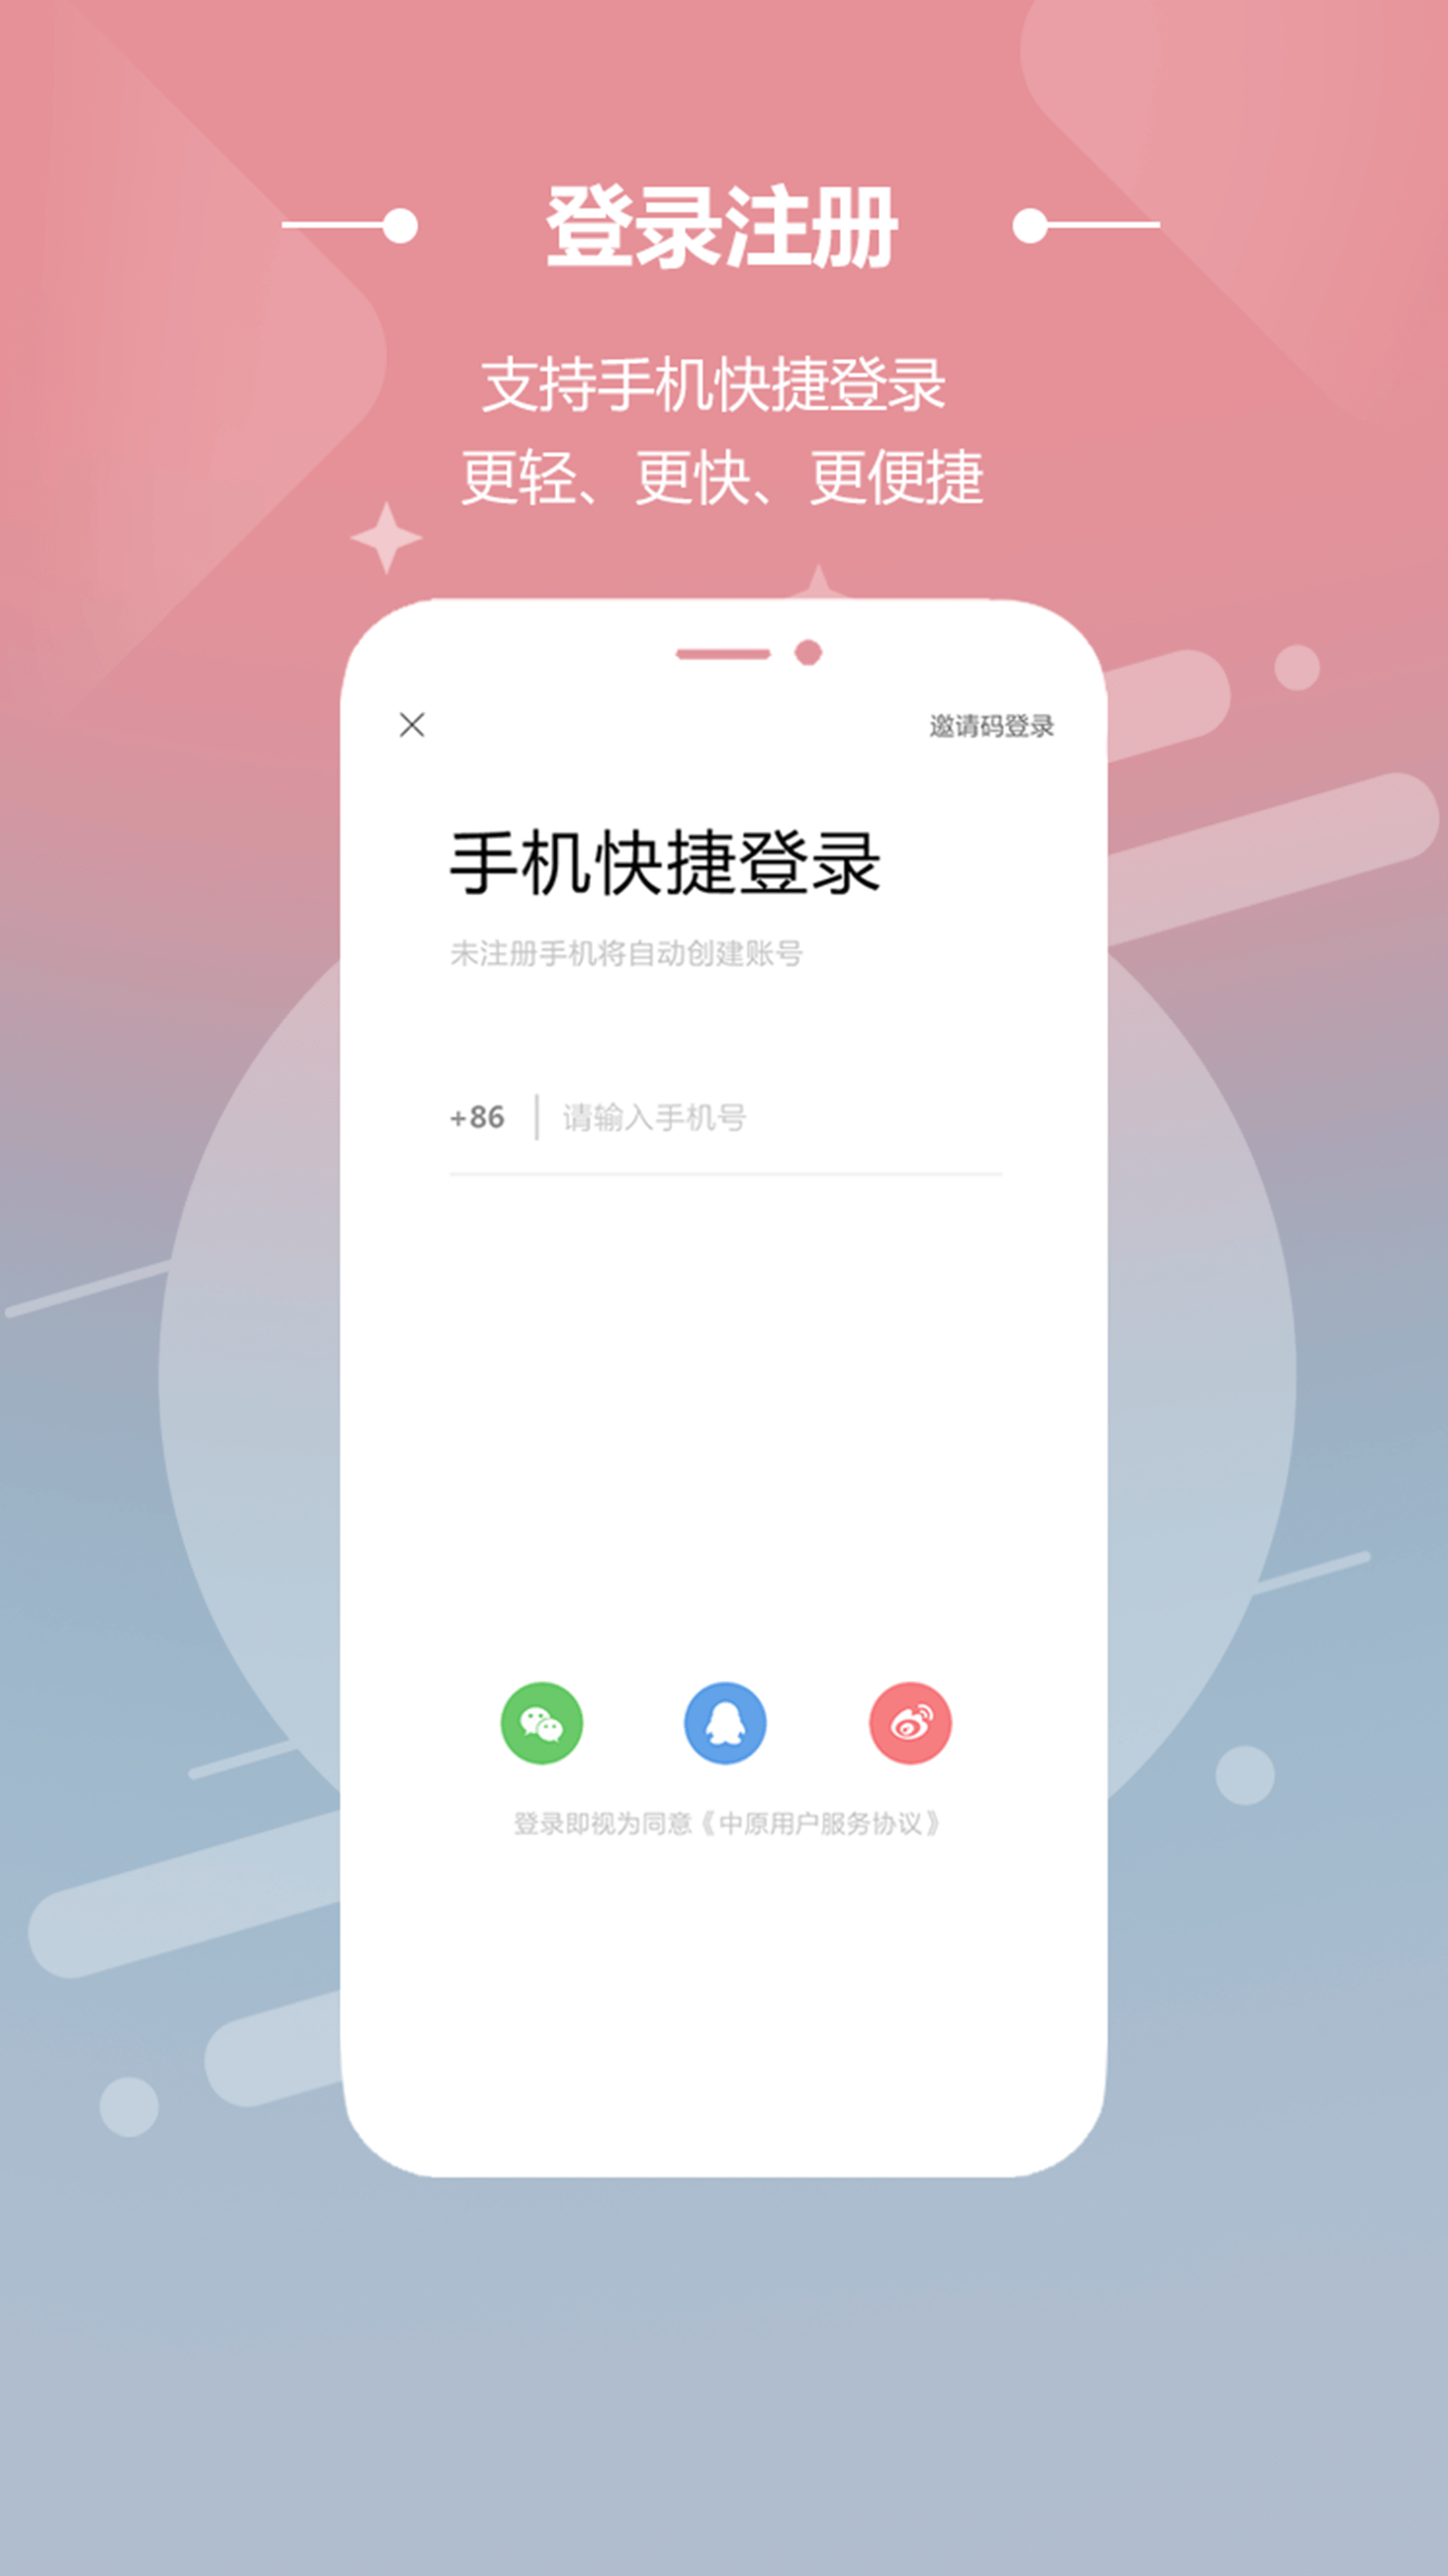 登录注册
支持手机快捷登录
更轻、更快、更便捷
邀请码登录
手机快捷登录
未注册手机将自动创建账号
+86 请输入手机号
登录即视为同意《中原用户服务协议》